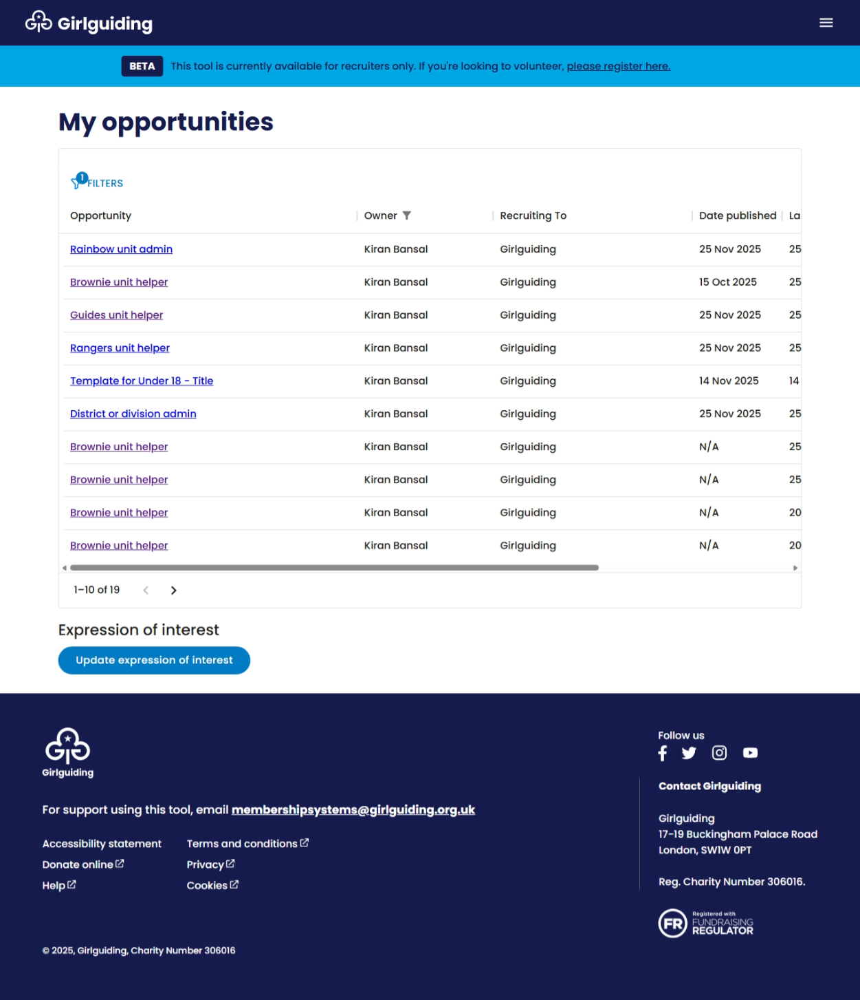 Girlguiding
BETA This tool is currently available for recruiters only. If you're looking to volunteer, please register here.
My opportunities
1
FILTERS
Opportunity Owner Recruiting To Date published La
Rainbow unit admin Kiran Bansal Girlguiding 25 Nov 2025 25
Brownie unit helper Kiran Bansal Girlguiding 15 Oct 2025 25
Guides unit helper Kiran Bansal Girlguiding 25 Nov 2025 25
Rangers unit helper Kiran Bansal Girlguiding 25 Nov 2025 25
Template for Under 18 - Title Kiran Bansal Girlguiding 14 Nov 2025 14
District or division admin Kiran Bansal Girlguiding 25 Nov 2025 25
Brownie unit helper Kiran Bansal Girlguiding N/A 25
Brownie unit helper Kiran Bansal Girlguiding N/A 25
Brownie unit helper Kiran Bansal Girlguiding N/A 20
Brownie unit helper Kiran Bansal Girlguiding N/A 20
1–10 of 19
Expression of interest
Update expression of interest
Girlguiding
For support using this tool, email membershipsystems@girlguiding.org.uk
Accessibility statement Terms and conditions
Donate online Privacy
Help Cookies
© 2025, Girlguiding, Charity Number 306016
Follow us
Contact Girlguiding
Girlguiding
17-19 Buckingham Palace Road
London, SW1W 0PT
Reg. Charity Number 306016.
FR Registered with
FUNDRAISING
REGULATOR